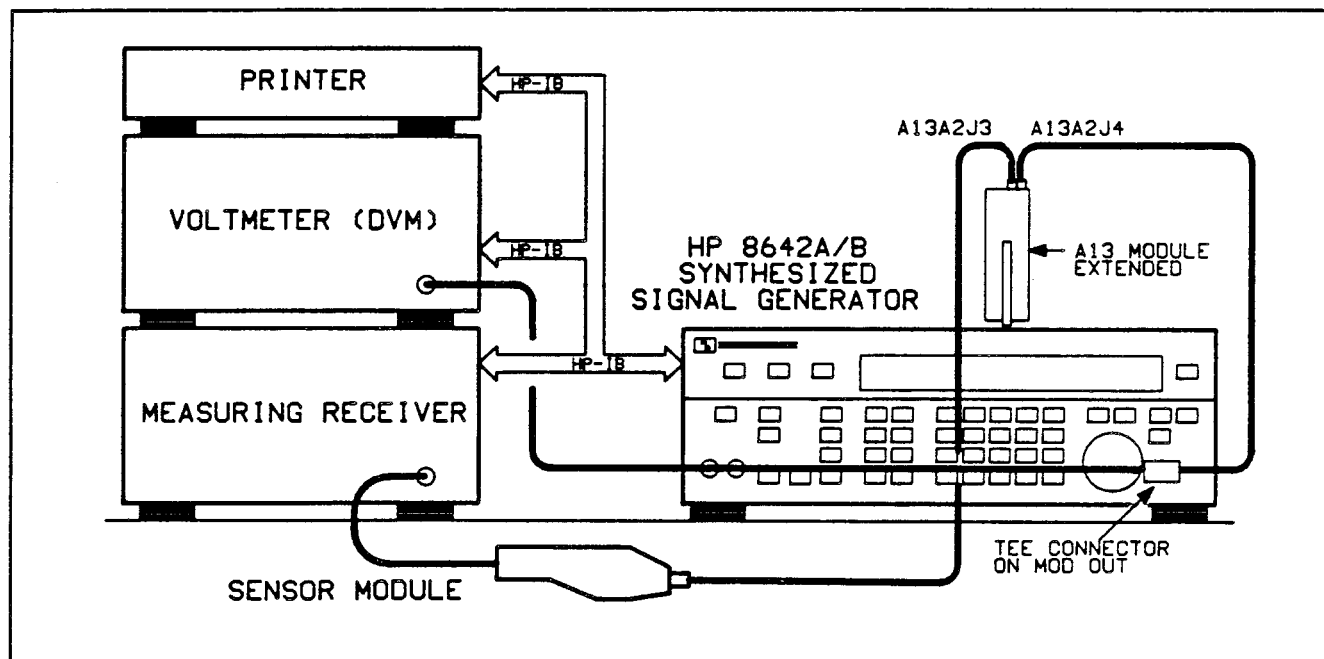 PRINTER
HP-IB
A13A2J3 A13A2J4
VOLTMETER (DVM)
HP-IB
HP 8642A/B
SYNTHESIZED
SIGNAL GENERATOR
A13 MODULE
EXTENDED
HP-IB
MEASURING RECEIVER
TEE CONNECTOR
ON MOD OUT
SENSOR MODULE